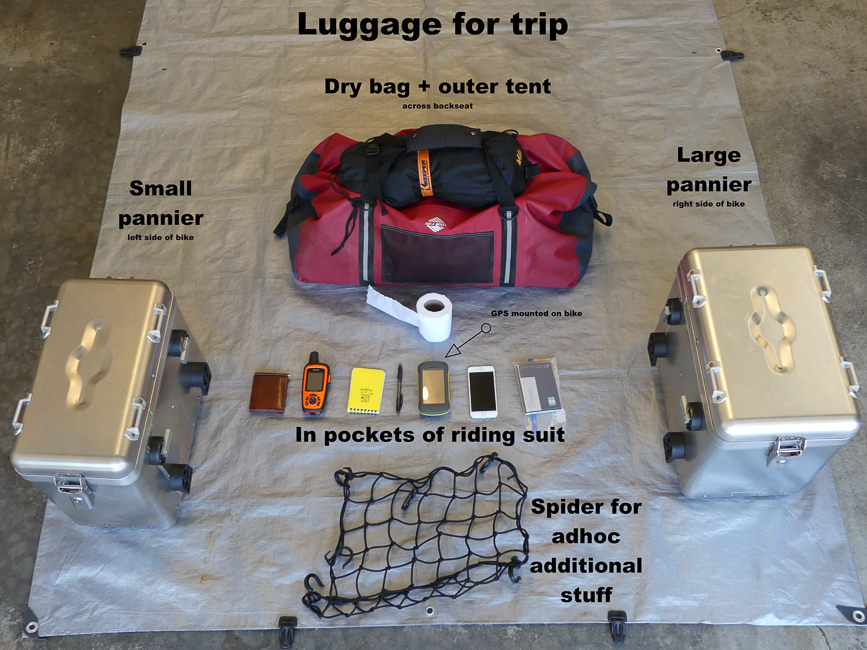 Luggage for trip
Dry bag + outer tent
across backseat
Large
pannier
right side of bike
Small
pannier
left side of bike
GPS mounted on bike
In pockets of riding suit
Spider for
adhoc
additional
stuff